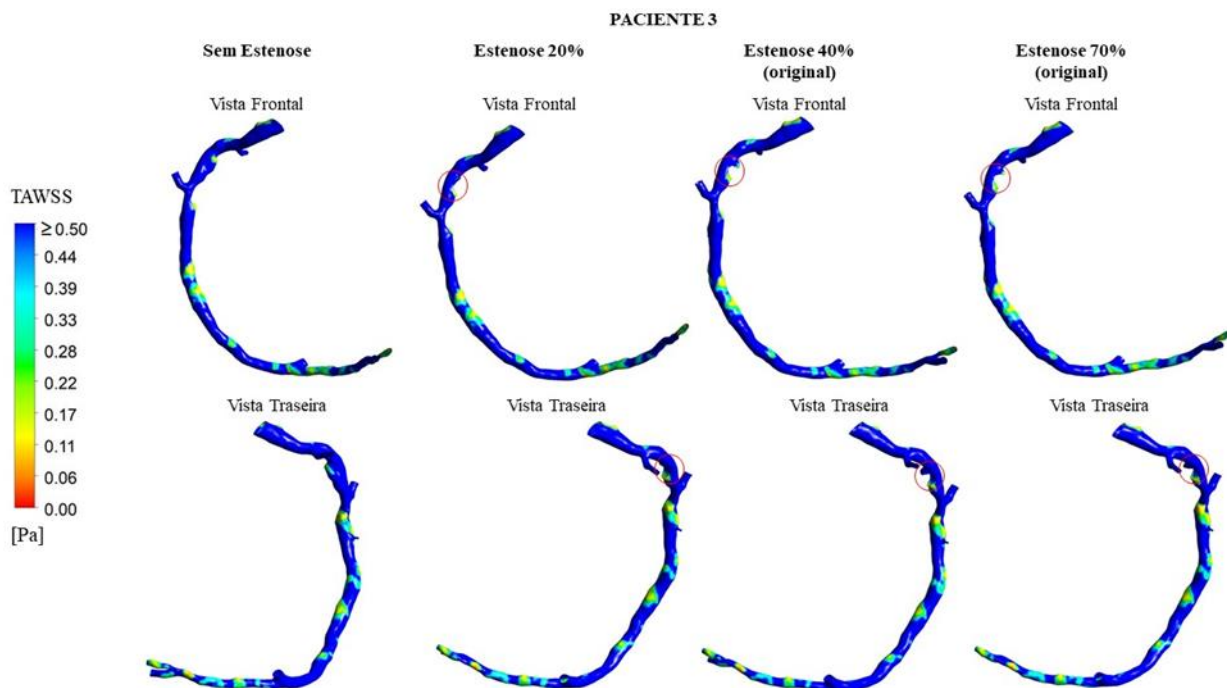 PACIENTE 3
Sem Estenose
Estenose 20%
Estenose 40%
(original)
Estenose 70%
(original)
Vista Frontal
Vista Frontal
Vista Frontal
Vista Frontal
TAWSS
≥ 0.50
0.44
0.39
0.33
0.28
0.22
0.17
0.11
0.06
0.00
[Pa]
Vista Traseira
Vista Traseira
Vista Traseira
Vista Traseira